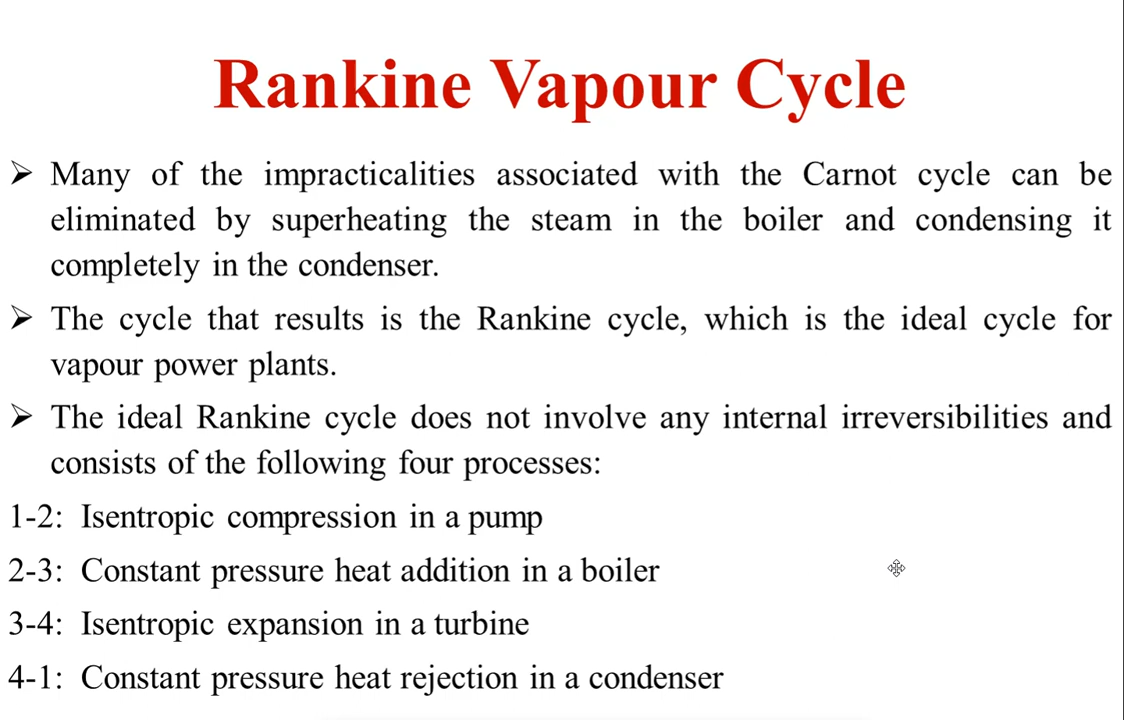 Rankine Vapour Cycle
➢ Many of the impracticalities associated with the Carnot cycle can be
eliminated by superheating the steam in the boiler and condensing it
completely in the condenser.
➢ The cycle that results is the Rankine cycle, which is the ideal cycle for
vapour power plants.
➢ The ideal Rankine cycle does not involve any internal irreversibilities and
consists of the following four processes:
1-2: Isentropic compression in a pump
2-3: Constant pressure heat addition in a boiler
3-4: Isentropic expansion in a turbine
4-1: Constant pressure heat rejection in a condenser